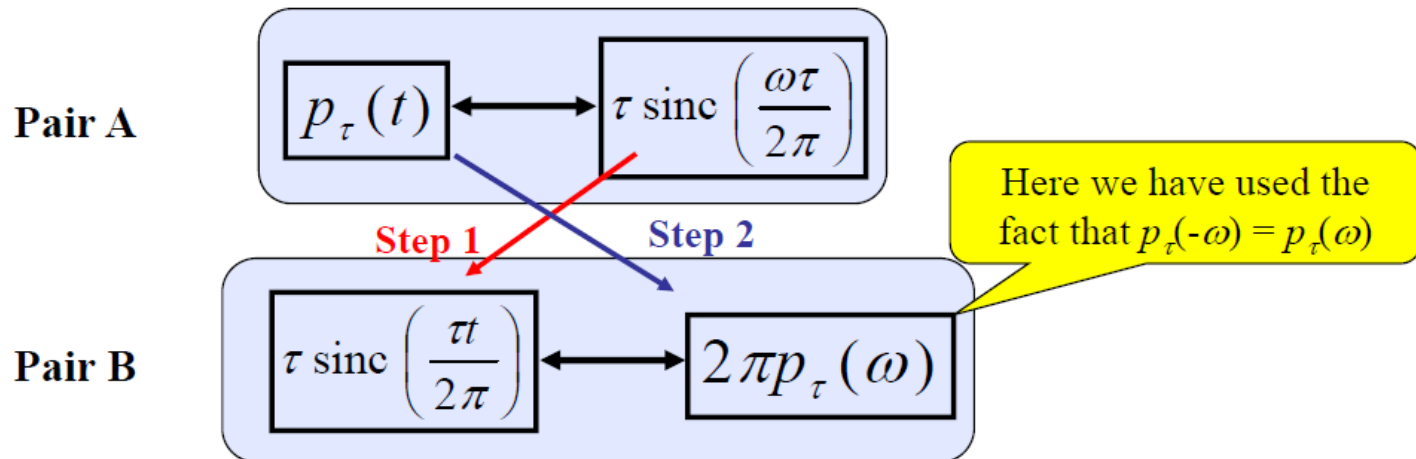 Pair A
p_τ(t)
τ sinc (ωτ / 2π)
Here we have used the
fact that p_τ(-ω) = p_τ(ω)
Step 1
Step 2
Pair B
τ sinc (τt / 2π)
2πp_τ(ω)